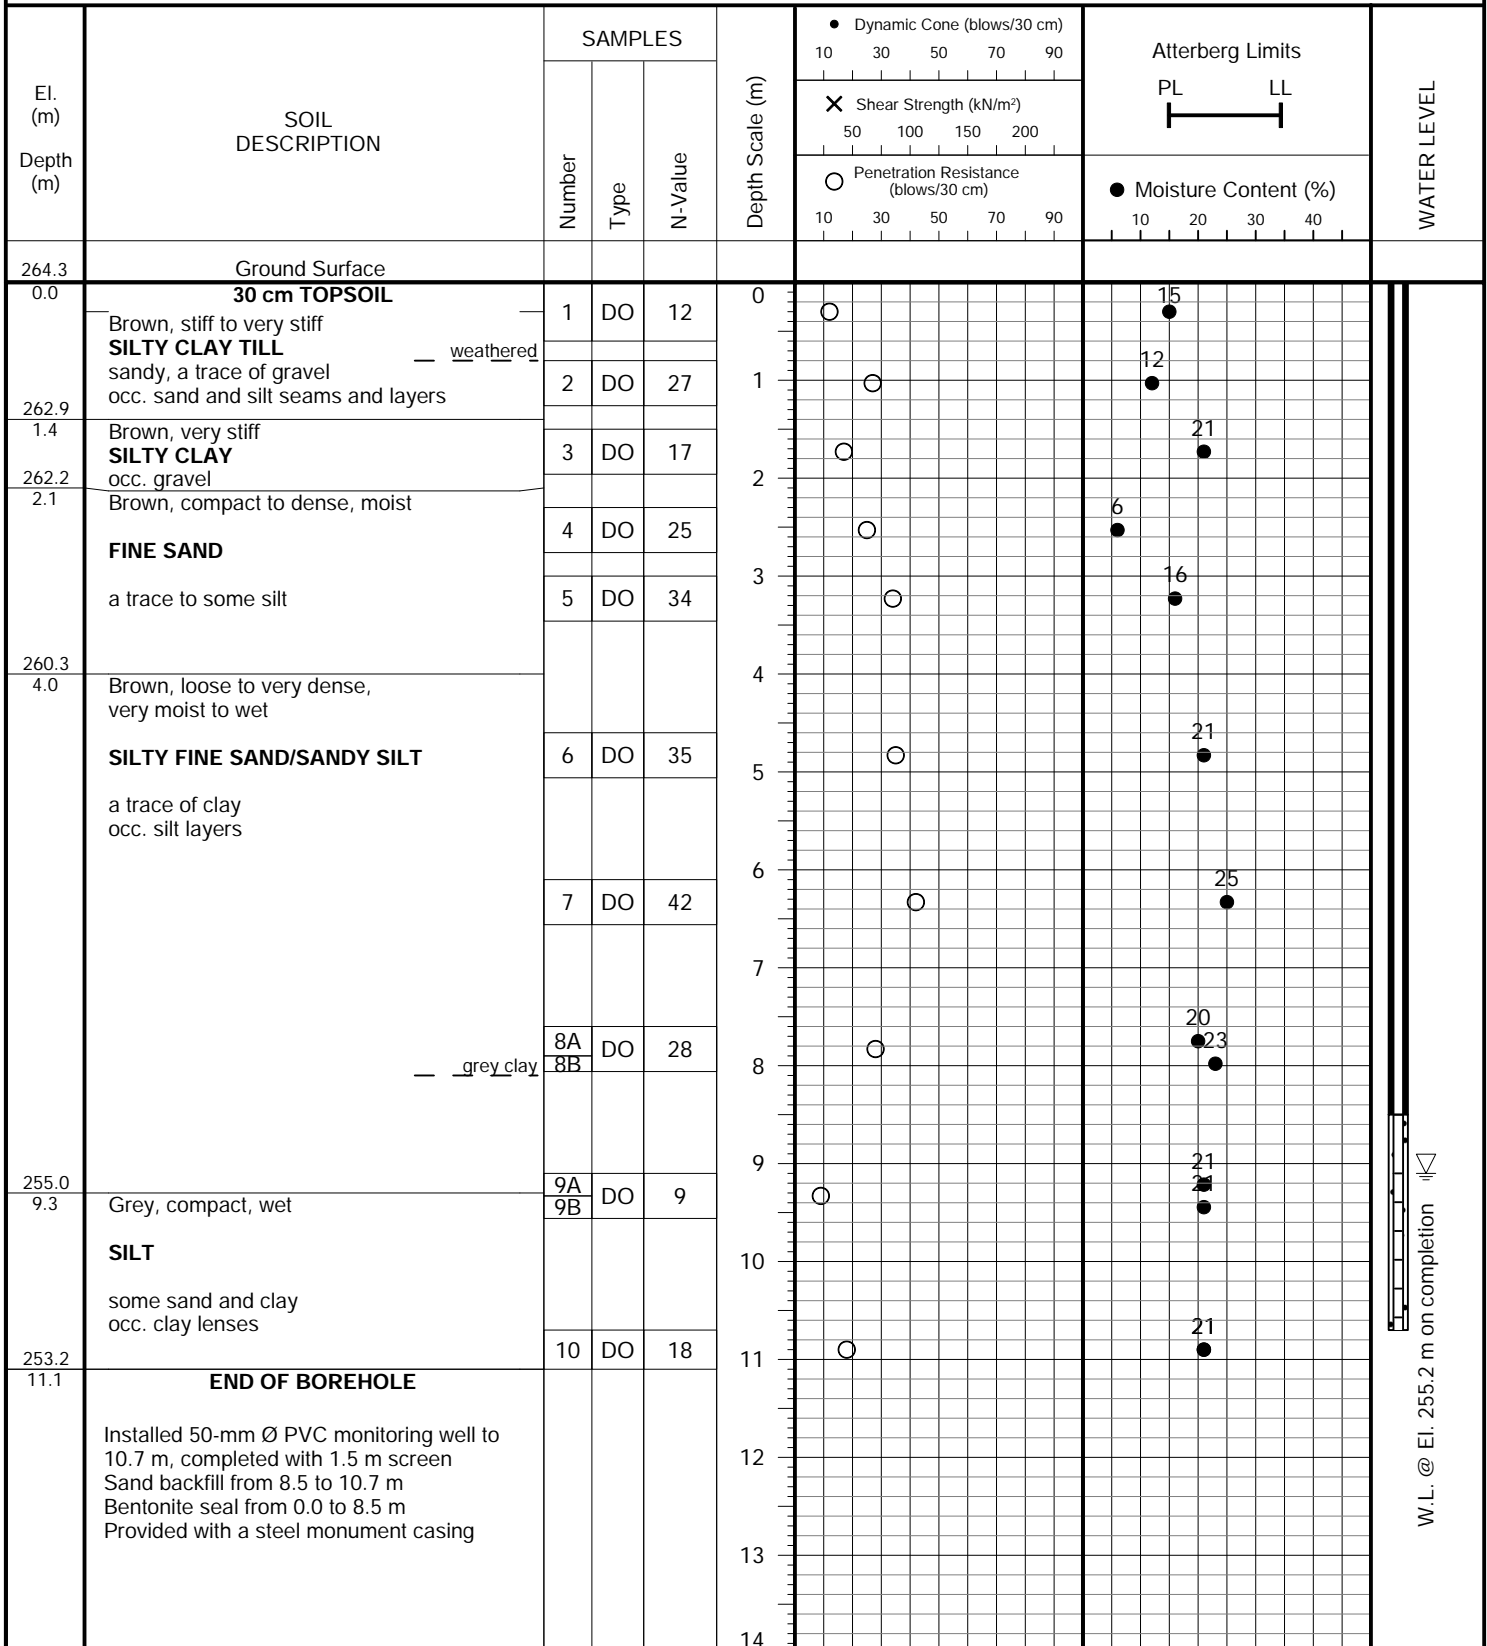 El.
(m)
Depth
(m)
SOIL
DESCRIPTION
SAMPLES
Number
Type
N-Value
Depth Scale (m)
Dynamic Cone (blows/30 cm)
10 30 50 70 90
Shear Strength (kN/m²)
50 100 150 200
Penetration Resistance
(blows/30 cm)
10 30 50 70 90
Atterberg Limits
PL LL
Moisture Content (%)
10 20 30 40
WATER LEVEL
264.3 Ground Surface
0.0 30 cm TOPSOIL
Brown, stiff to very stiff
SILTY CLAY TILL
weathered
sandy, a trace of gravel
occ. sand and silt seams and layers
1 DO 12
2 DO 27
262.9
1.4 Brown, very stiff
SILTY CLAY
occ. gravel
3 DO 17
262.2
2.1 Brown, compact to dense, moist
FINE SAND
a trace to some silt
4 DO 25
5 DO 34
260.3
4.0 Brown, loose to very dense,
very moist to wet
SILTY FINE SAND/SANDY SILT
a trace of clay
occ. silt layers
6 DO 35
7 DO 42
8A
8B
DO 28
grey clay
255.0
9.3 Grey, compact, wet
SILT
some sand and clay
occ. clay lenses
9A
9B
DO 9
10 DO 18
253.2
11.1 END OF BOREHOLE
Installed 50-mm Ø PVC monitoring well to
10.7 m, completed with 1.5 m screen
Sand backfill from 8.5 to 10.7 m
Bentonite seal from 0.0 to 8.5 m
Provided with a steel monument casing
0
1
2
3
4
5
6
7
8
9
10
11
12
13
14
15
12
21
6
16
21
25
20
23
21
21
21
W.L. @ El. 255.2 m on completion